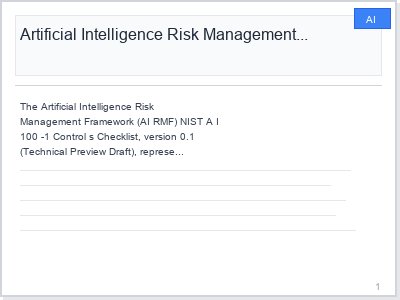 AI
Artificial Intelligence Risk Management...
The Artificial Intelligence Risk
Management Framework (AI RMF) NIST A I
100 -1 Control s Checklist, version 0.1
(Technical Preview Draft), represe...
1